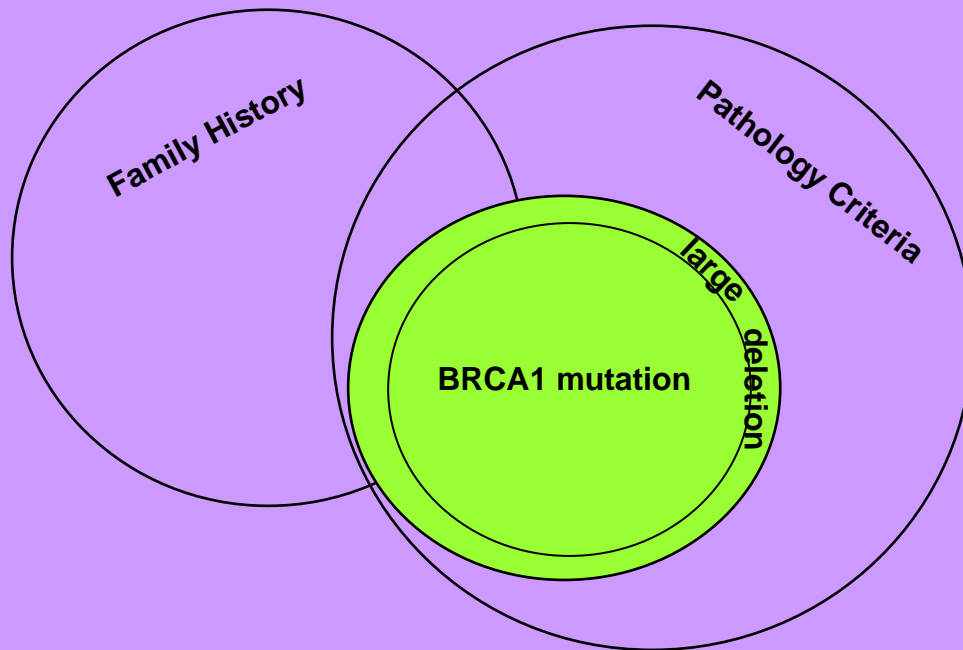 Family History
Pathology Criteria
large
deletion
BRCA1 mutation